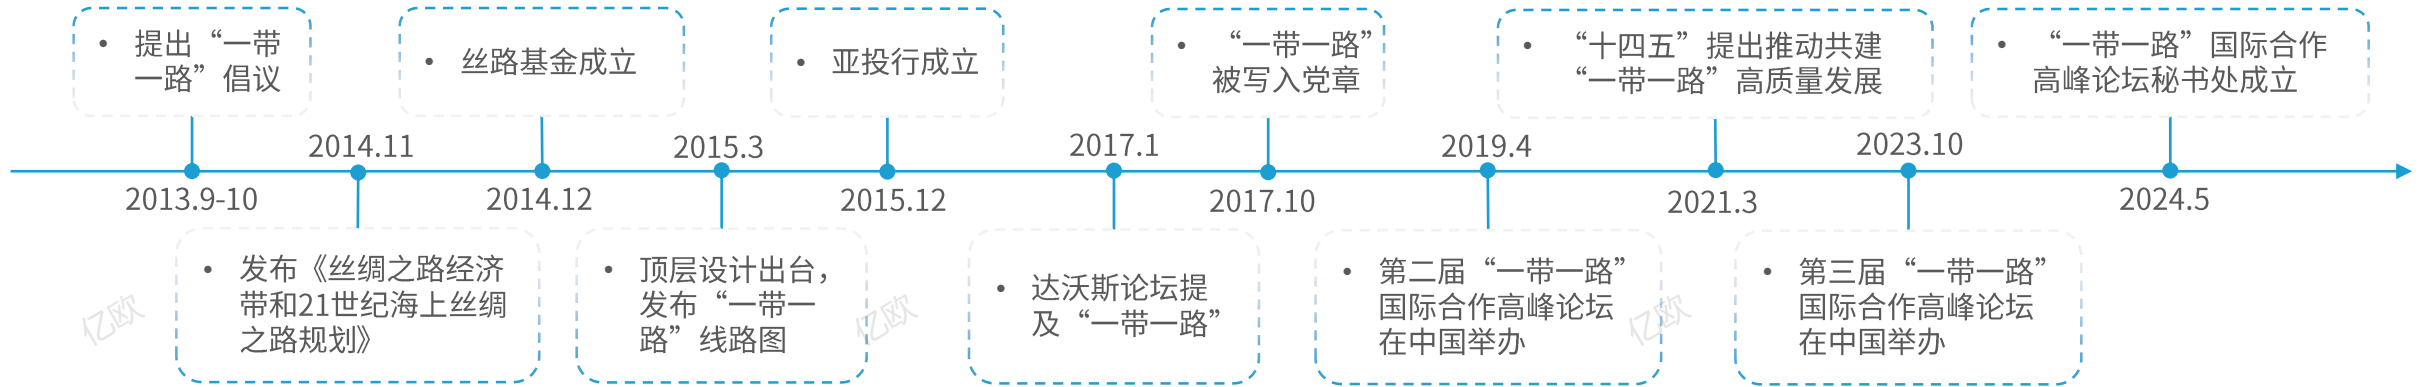 • 提出“一带
一路”倡议
2013.9-10
2014.11
• 发布《丝绸之路经济
带和21世纪海上丝绸
之路规划》
• 丝路基金成立
2014.12
2015.3
• 顶层设计出台，
发布“一带一
路”线路图
• 亚投行成立
2015.12
2017.1
• 达沃斯论坛提
及“一带一路”
• “一带一路”
被写入党章
2017.10
2019.4
• 第二届“一带一路”
国际合作高峰论坛
在中国举办
• “十四五”提出推动共建
“一带一路”高质量发展
2021.3
2023.10
• 第三届“一带一路”
国际合作高峰论坛
在中国举办
• “一带一路”国际合作
高峰论坛秘书处成立
2024.5
亿欧
亿欧
亿欧